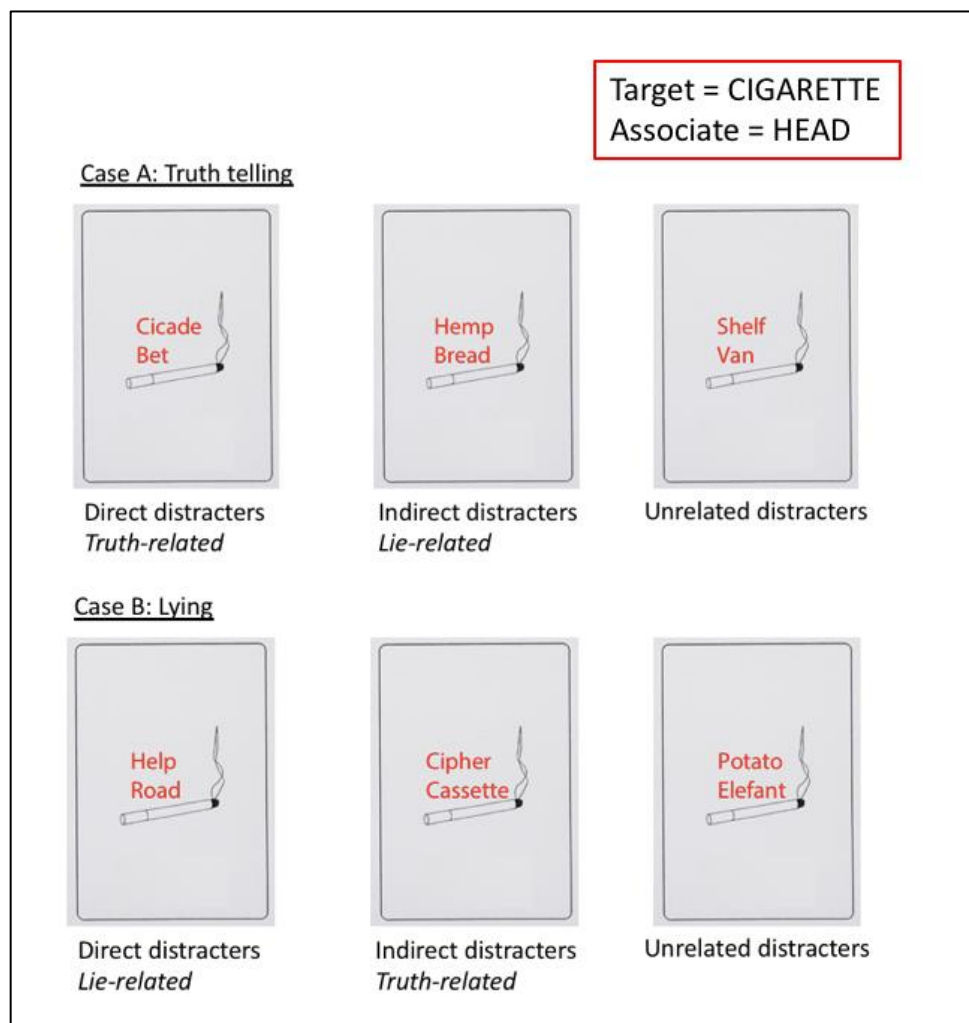 Target = CIGARETTE
Associate = HEAD
Case A: Truth telling
Cicade
Bet
Hemp
Bread
Shelf
Van
Direct distracters
Truth-related
Indirect distracters
Lie-related
Unrelated distracters
Case B: Lying
Help
Road
Cipher
Cassette
Potato
Elefant
Direct distracters
Lie-related
Indirect distracters
Truth-related
Unrelated distracters